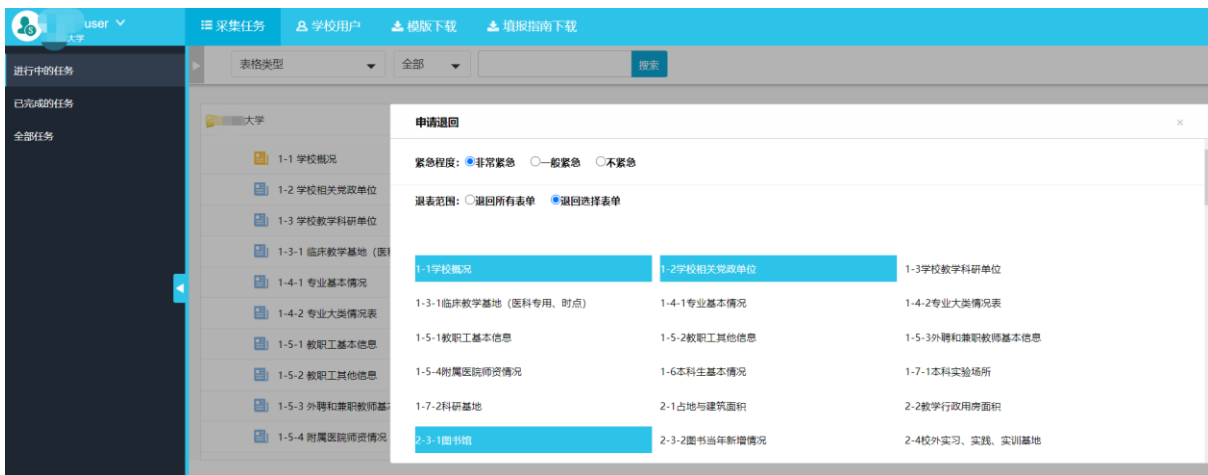 user 采集任务 学校用户 模版下载 填报指南下载
大学
进行中的任务 表格类型 全部 搜索
已完成的任务
全部任务
大学
1-1 学校概况
1-2 学校相关党政单位
1-3 学校教学科研单位
1-3-1 临床教学基地（医
1-4-1 专业基本情况
1-4-2 专业大类情况表
1-5-1 教职工基本信息
1-5-2 教职工其他信息
1-5-3 外聘和兼职教师基
1-5-4 附属医院师资情况
申请退回 ×
紧急程度： 非常紧急 一般紧急 不紧急
退表范围： 退回所有表单 退回选择表单
1-1学校概况 1-2学校相关党政单位 1-3学校教学科研单位
1-3-1临床教学基地（医科专用、时点） 1-4-1专业基本情况 1-4-2专业大类情况表
1-5-1教职工基本信息 1-5-2教职工其他信息 1-5-3外聘和兼职教师基本信息
1-5-4附属医院师资情况 1-6本科生基本情况 1-7-1本科实验场所
1-7-2科研基地 2-1占地与建筑面积 2-2教学行政用房面积
2-3-1图书馆 2-3-2图书当年新增情况 2-4校外实习、实践、实训基地